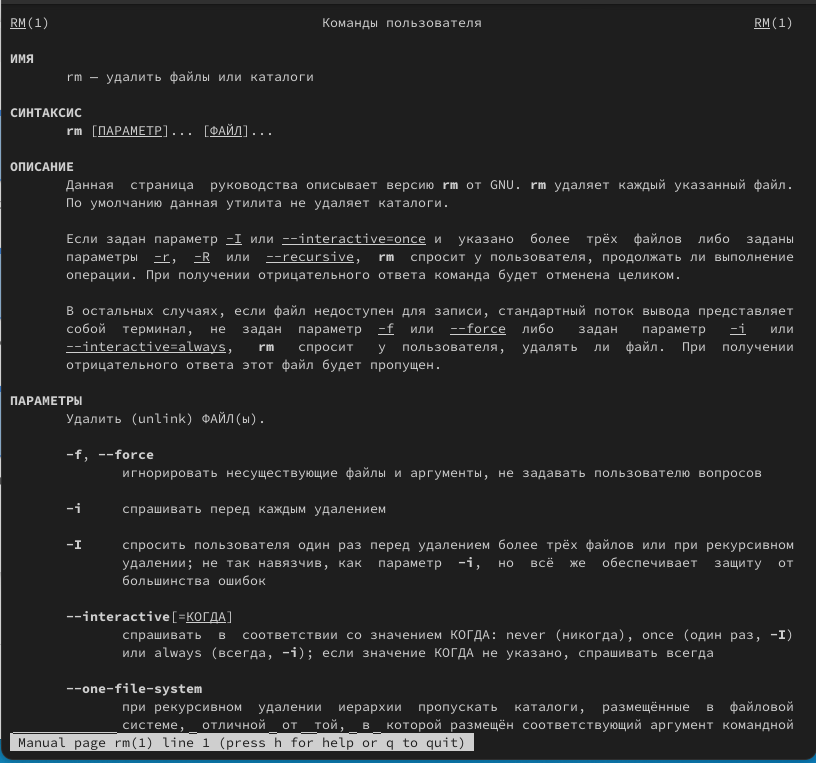 RM(1) Команды пользователя RM(1)
ИМЯ
rm — удалить файлы или каталоги
СИНТАКСИС
rm [ПАРАМЕТР]... [ФАЙЛ]...
ОПИСАНИЕ
Данная страница руководства описывает версию rm от GNU. rm удаляет каждый указанный файл.
По умолчанию данная утилита не удаляет каталоги.
Если задан параметр -I или --interactive=once и указано более трёх файлов либо заданы
параметры -r, -R или --recursive, rm спросит у пользователя, продолжать ли выполнение
операции. При получении отрицательного ответа команда будет отменена целиком.
В остальных случаях, если файл недоступен для записи, стандартный поток вывода представляет
собой терминал, не задан параметр -f или --force либо задан параметр -i или
--interactive=always, rm спросит у пользователя, удалять ли файл. При получении
отрицательного ответа этот файл будет пропущен.
ПАРАМЕТРЫ
Удалить (unlink) ФАЙЛ(ы).
-f, --force
игнорировать несуществующие файлы и аргументы, не задавать пользователю вопросов
-i спрашивать перед каждым удалением
-I спросить пользователя один раз перед удалением более трёх файлов или при рекурсивном
удалении; не так навязчив, как параметр -i, но всё же обеспечивает защиту от
большинства ошибок
--interactive[=КОГДА]
спрашивать в соответствии со значением КОГДА: never (никогда), once (один раз, -I)
или always (всегда, -i); если значение КОГДА не указано, спрашивать всегда
--one-file-system
при рекурсивном удалении иерархии пропускать каталоги, размещённые в файловой
системе, отличной от той, в которой размещён соответствующий аргумент командной
Manual page rm(1) line 1 (press h for help or q to quit)